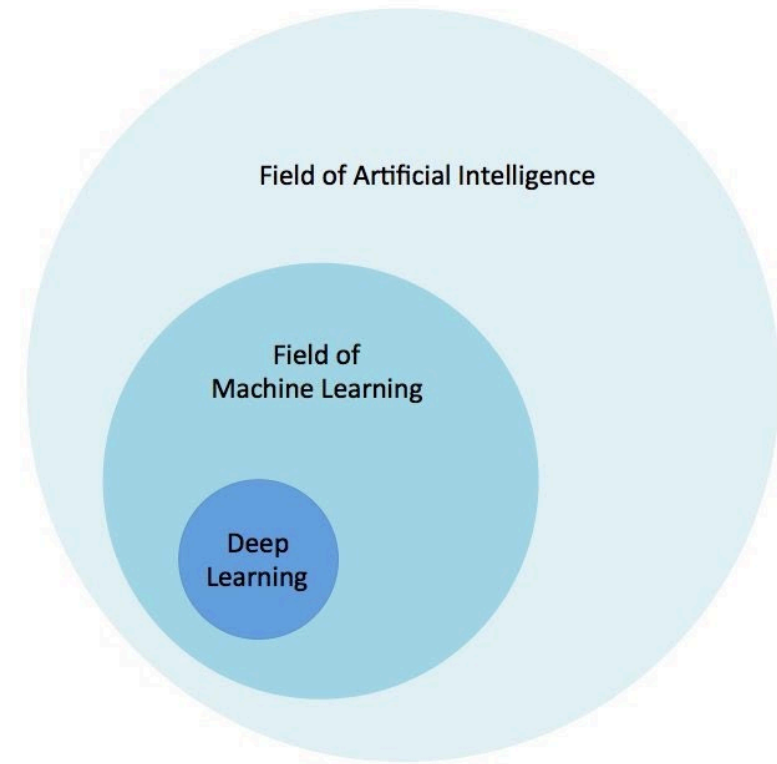 Field of Artificial Intelligence
Field of
Machine Learning
Deep
Learning